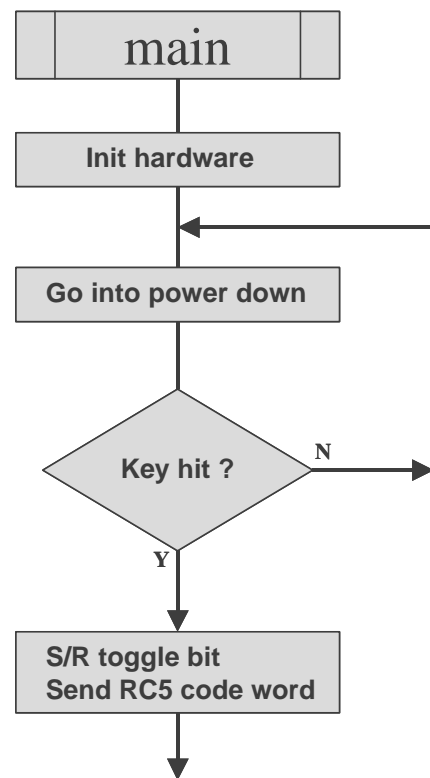 main
Init hardware
Go into power down
Key hit ?
N
Y
S/R toggle bit
Send RC5 code word